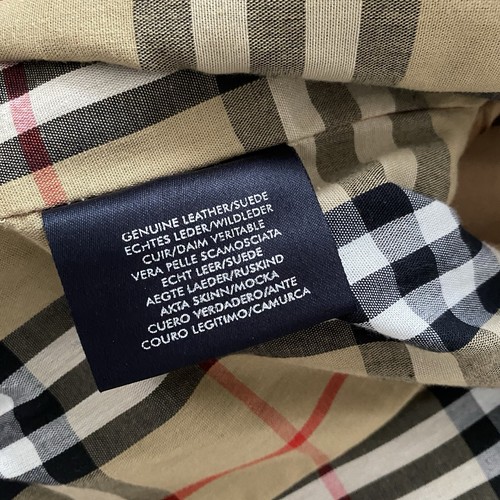 GENUINE LEATHER/SUEDE
ECHTES LEDER/WILDLEDER
CUIR/DAIM VERITABLE
VERA PELLE SCAMOSCIATA
ECHT LEER/SUEDE
AEGTE LAEDER/RUSKIND
AKTA SKINN/MOCKA
CUERO VERDADERO/ANTE
COURO LEGITIMO/CAMURCA